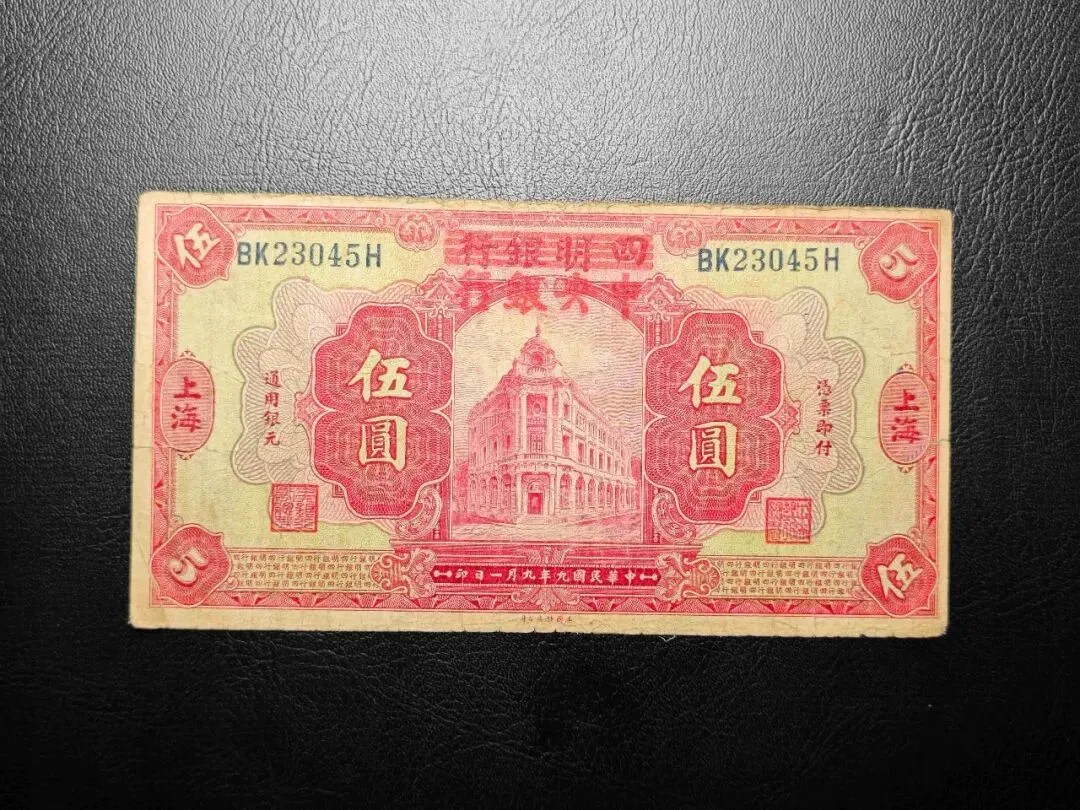 四明銀行
中央銀行
BK23045H
BK23045H
伍
5
上海
上海
憑票即付
伍圓
伍圓
通用銀元
中華民國九年九月一日印
5
伍